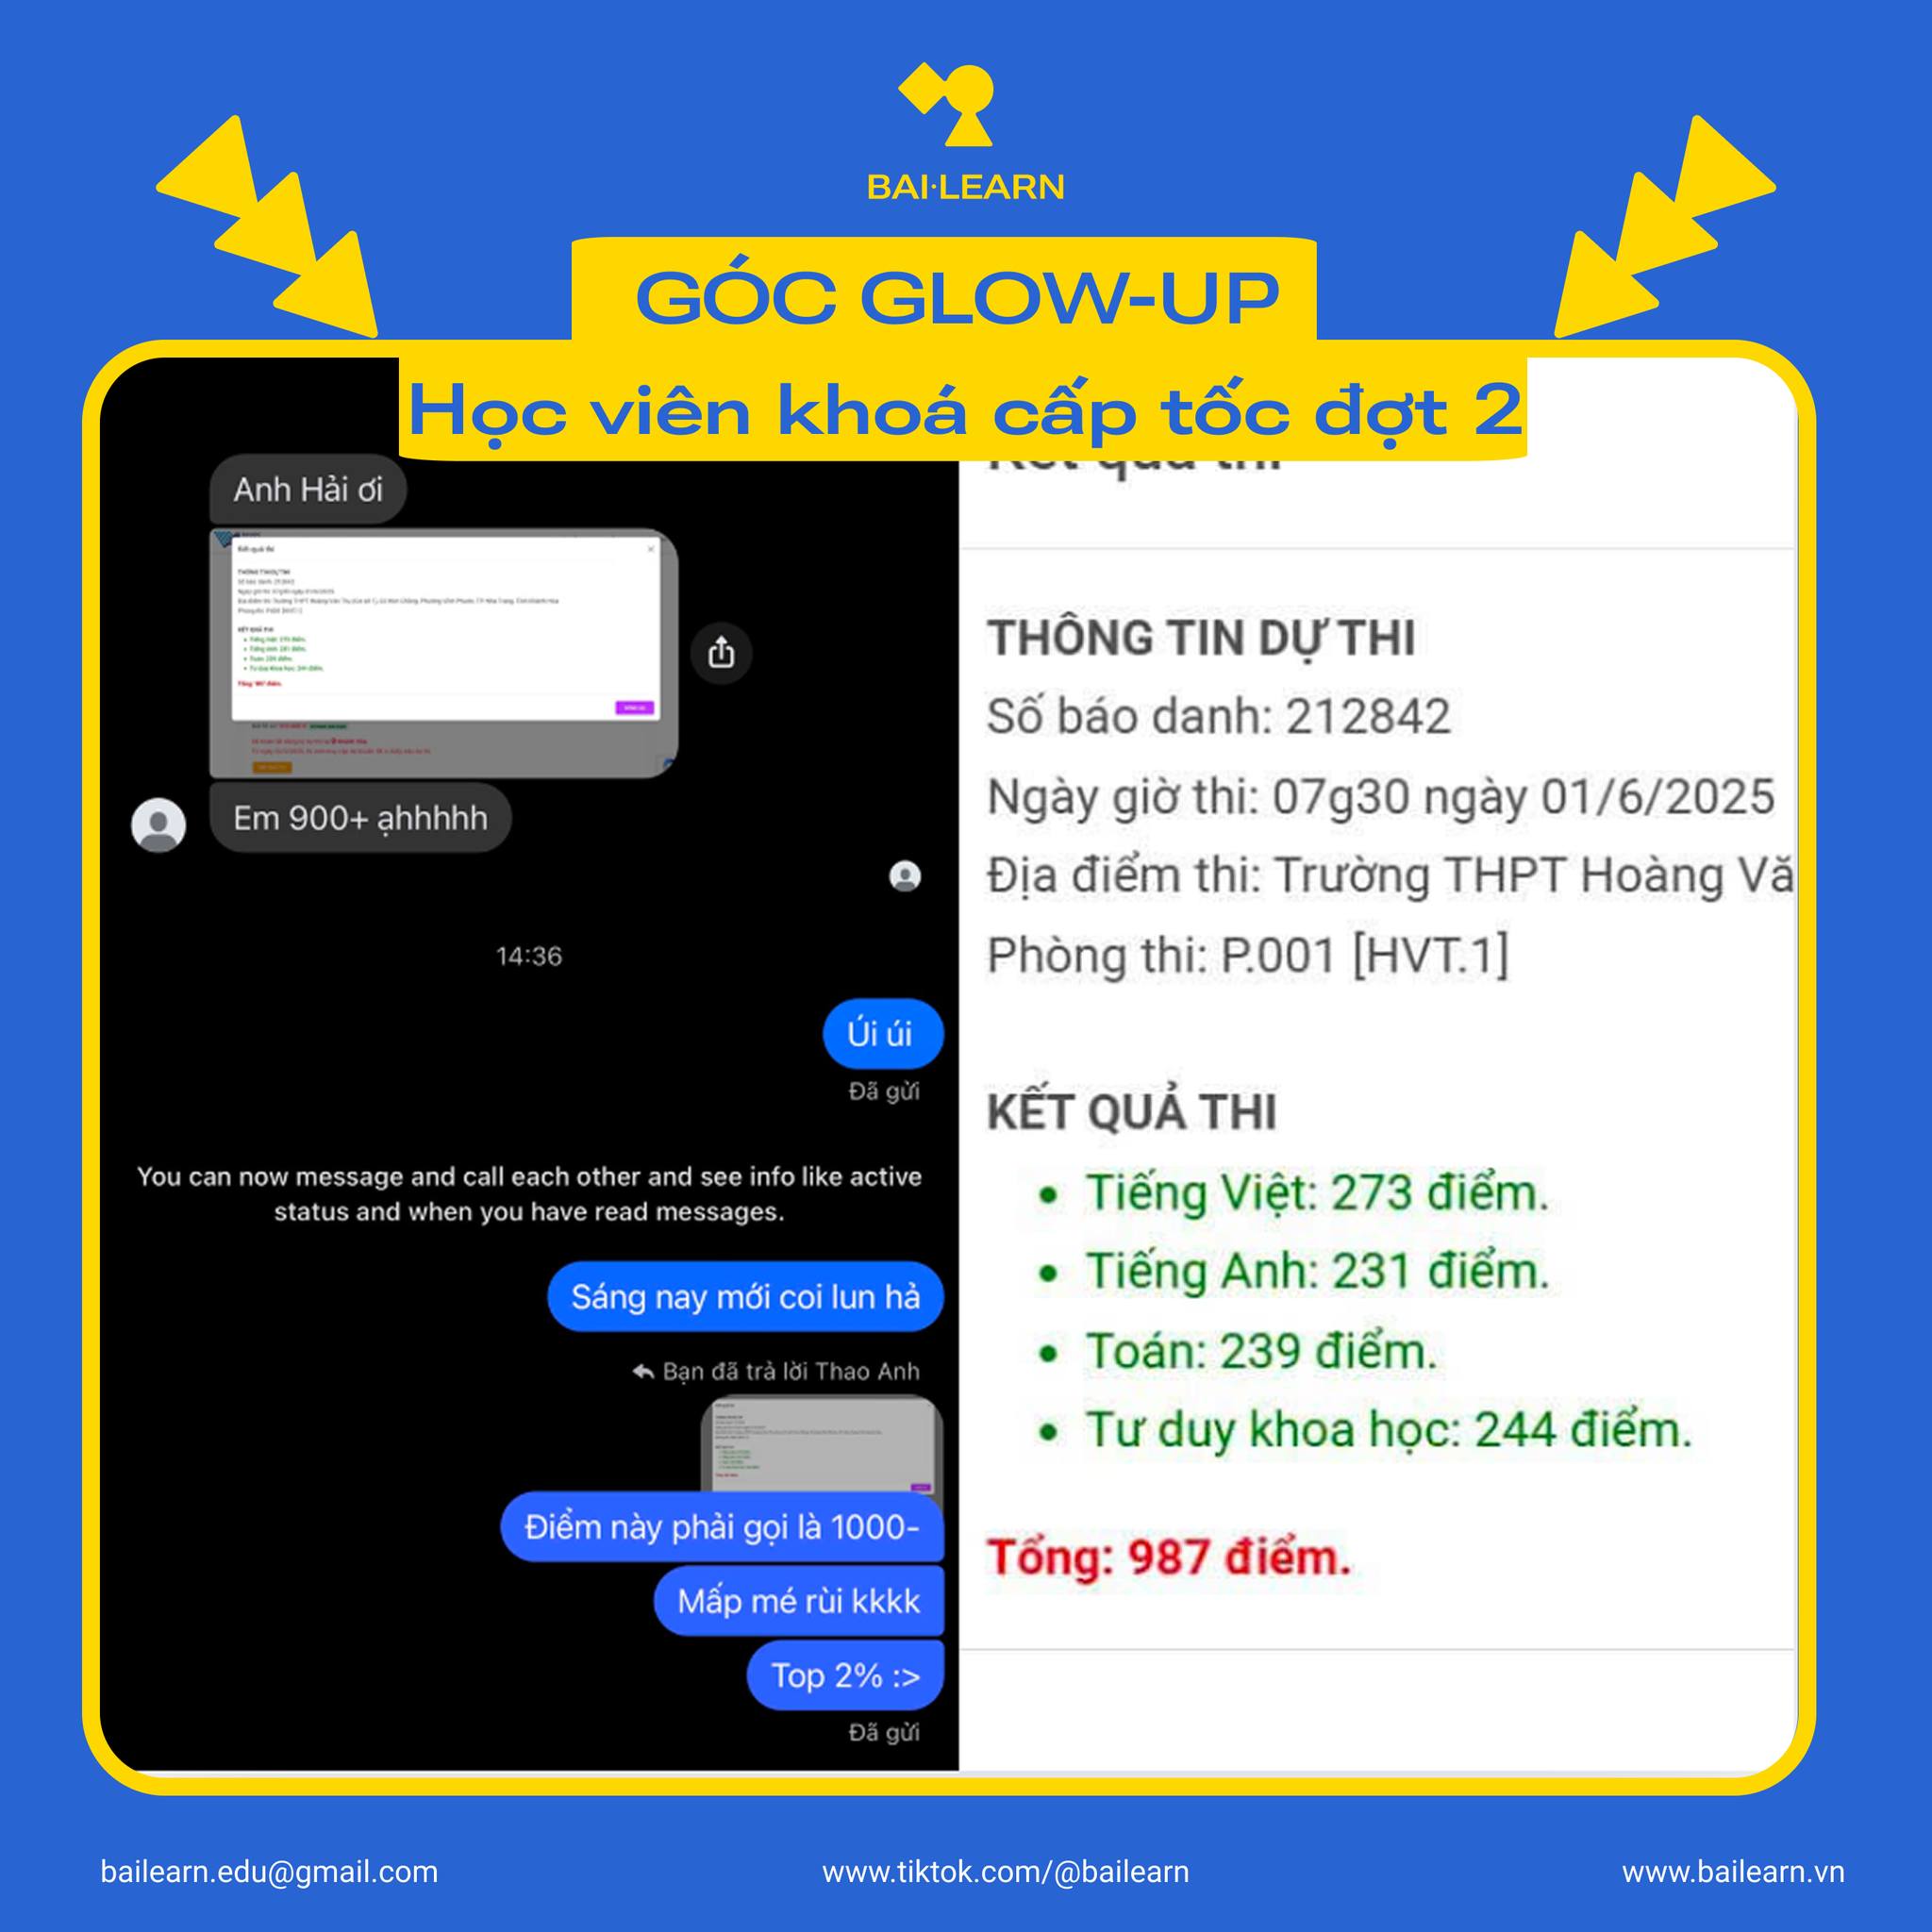 BAI·LEARN
GÓC GLOW-UP
Học viên khoá cấp tốc đợt 2
Anh Hải ơi
Kết quả thi
Em 900+ ạhhhhh
14:36
Úi úi
Đã gửi
You can now message and call each other and see info like active
status and when you have read messages.
Sáng nay mới coi lun hả
Bạn đã trả lời Thao Anh
Điểm này phải gọi là 1000-
Mấp mé rùi kkkk
Top 2% :>
Đã gửi
Kết quả thi
THÔNG TIN DỰ THI
Số báo danh: 212842
Ngày giờ thi: 07g30 ngày 01/6/2025
Địa điểm thi: Trường THPT Hoàng Vă
Phòng thi: P.001 [HVT.1]
KẾT QUẢ THI
• Tiếng Việt: 273 điểm.
• Tiếng Anh: 231 điểm.
• Toán: 239 điểm.
• Tư duy khoa học: 244 điểm.
Tổng: 987 điểm.
bailearn.edu@gmail.com
www.tiktok.com/@bailearn
www.bailearn.vn